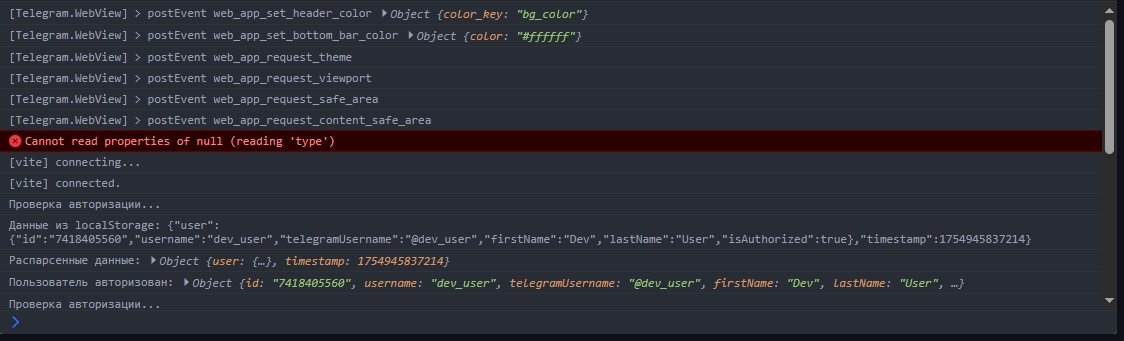 [Telegram.WebView] > postEvent web_app_set_header_color ▶Object {color_key: "bg_color"}
[Telegram.WebView] > postEvent web_app_set_bottom_bar_color ▶Object {color: "#ffffff"}
[Telegram.WebView] > postEvent web_app_request_theme
[Telegram.WebView] > postEvent web_app_request_viewport
[Telegram.WebView] > postEvent web_app_request_safe_area
[Telegram.WebView] > postEvent web_app_request_content_safe_area
Cannot read properties of null (reading 'type')
[vite] connecting...
[vite] connected.
Проверка авторизации...
Данные из localStorage: {"user":
{"id":"7418405560","username":"dev_user","telegramUsername":"@dev_user","firstName":"Dev","lastName":"User","isAuthorized":true},"timestamp":1754945837214}
Распарсенные данные: ▶Object {user: {…}, timestamp: 1754945837214}
Пользователь авторизован: ▶Object {id: "7418405560", username: "dev_user", telegramUsername: "@dev_user", firstName: "Dev", lastName: "User", …}
Проверка авторизации...